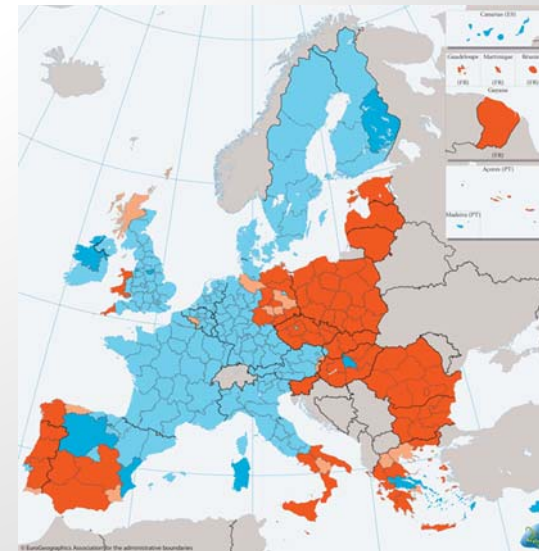 Canarias (ES)
Guadeloupe Martinique Réunion
(FR) (FR) (FR)
Guyane
(FR)
Açores (PT)
Madeira (PT)
© EuroGeographics Association for the administrative boundaries